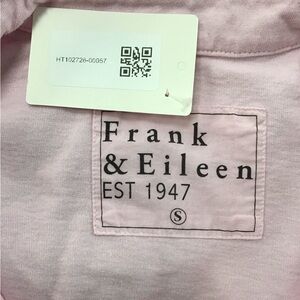 HT102726-00057
Frank
& Eileen
EST 1947
S